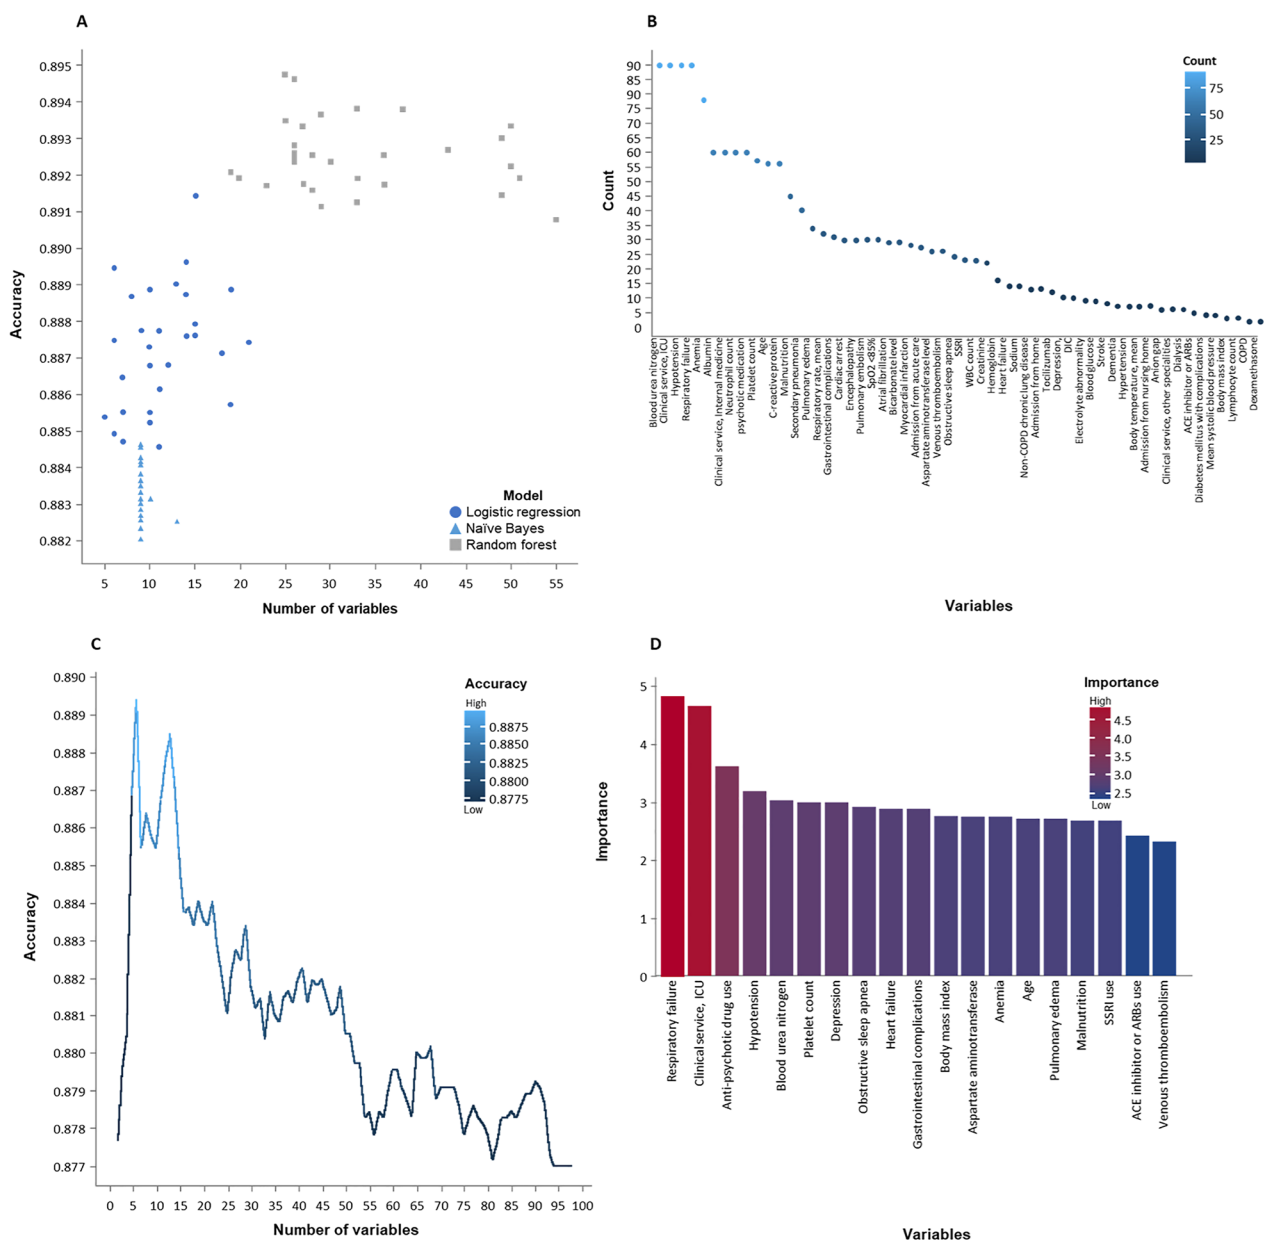 A
0.895
0.894
0.893
0.892
0.891
0.890
0.889
0.888
0.887
0.886
0.885
0.884
0.883
0.882
Accuracy
5 10 15 20 25 30 35 40 45 50 55
Number of variables
Model
Logistic regression
Naïve Bayes
Random forest
B
90
85
90
75
70
65
60
55
50
45
40
35
30
25
20
15
10
5
0
Count
Count
75
50
25
Blood urea nitrogen
Clinical service, ICU
Hypotension
Respiratory failure
Anemia
Albumin
Clinical service, Internal medicine
Neutrophil count
psychotic medication
Platelet count
Age
C-reactive protein
Malnutrition
Secondary pneumonia
Pulmonary edema
Respiratory rate, mean
Gastrointestinal complications
Cardiac arrest
Encephalopathy
Pulmonary embolism
SpO2 <85%
Atrial fibrillation
Bicarbonate level
Myocardial infarction
Admission from acute care
Aspartate aminotransferase level
Venous thromboembolism
Obstructive sleep apnea
SSRI
WBC count
Creatinine
Hemoglobin
Heart failure
Sodium
Non-COPD chronic lung disease
Admission from home
Tocilizumab
Depression,
DIC
Electrolyte abnormality
Blood glucose
Stroke
Dementia
Hypertension
Body temperature, mean
Admission from nursing home
Anion gap
Clinical service, other specialities
Dialysis
ACE inhibitor or ARBs
Diabetes mellitus with complications
Mean systolic blood pressure
Body mass index
Lymphocyte count
COPD
Dexamethasone
Variables
C
0.890
0.889
0.888
0.887
0.886
0.885
0.884
0.883
0.882
0.881
0.880
0.879
0.878
0.877
Accuracy
Accuracy
High
0.8875
0.8850
0.8825
0.8800
0.8775
Low
0 5 10 15 20 25 30 35 40 45 50 55 60 65 70 75 80 85 90 95 100
Number of variables
D
5
4
3
2
1
0
Importance
Importance
High
4.5
4.0
3.5
3.0
2.5
Low
Respiratory failure
Clinical service, ICU
Anti-psychotic drug use
Hypotension
Blood urea nitrogen
Platelet count
Depression
Obstructive sleep apnea
Heart failure
Gastrointestinal complications
Body mass index
Aspartate aminotransferase
Anemia
Age
Pulmonary edema
Malnutrition
SSRI use
ACE inhibitor or ARBs use
Venous thromboembolism
Variables